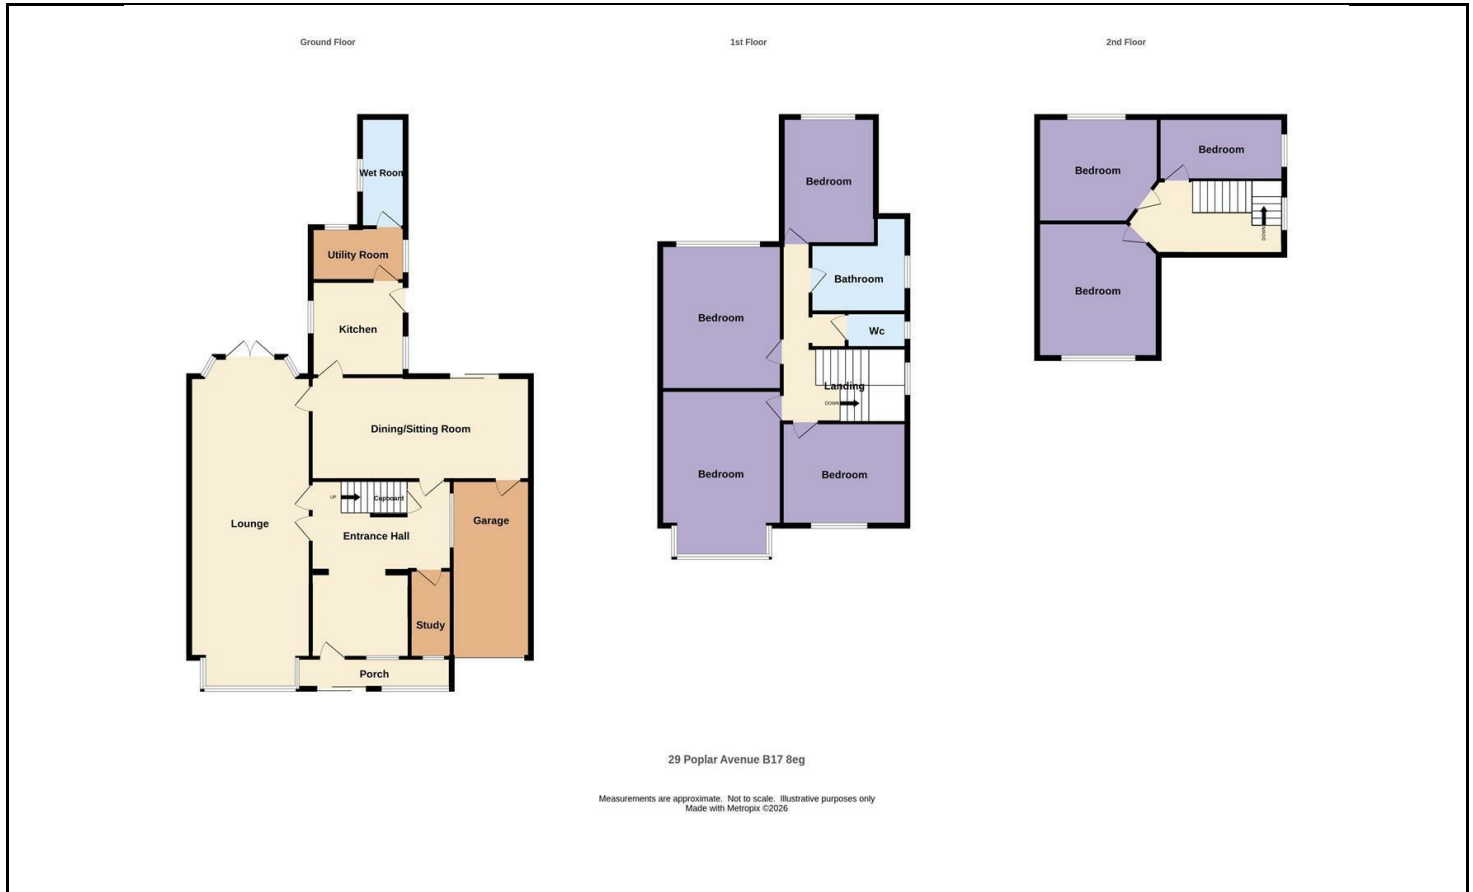 Ground Floor
1st Floor
2nd Floor
Wet Room
Utility Room
Kitchen
Dining/Sitting Room
UP
Cupboard
Lounge
Entrance Hall
Garage
Study
Porch
Bedroom
Bathroom
Bedroom
Wc
Landing
DOWN
Bedroom
Bedroom
Bedroom
Bedroom
DOWN
Bedroom
29 Poplar Avenue B17 8eg
Measurements are approximate. Not to scale. Illustrative purposes only
Made with Metropix ©2026